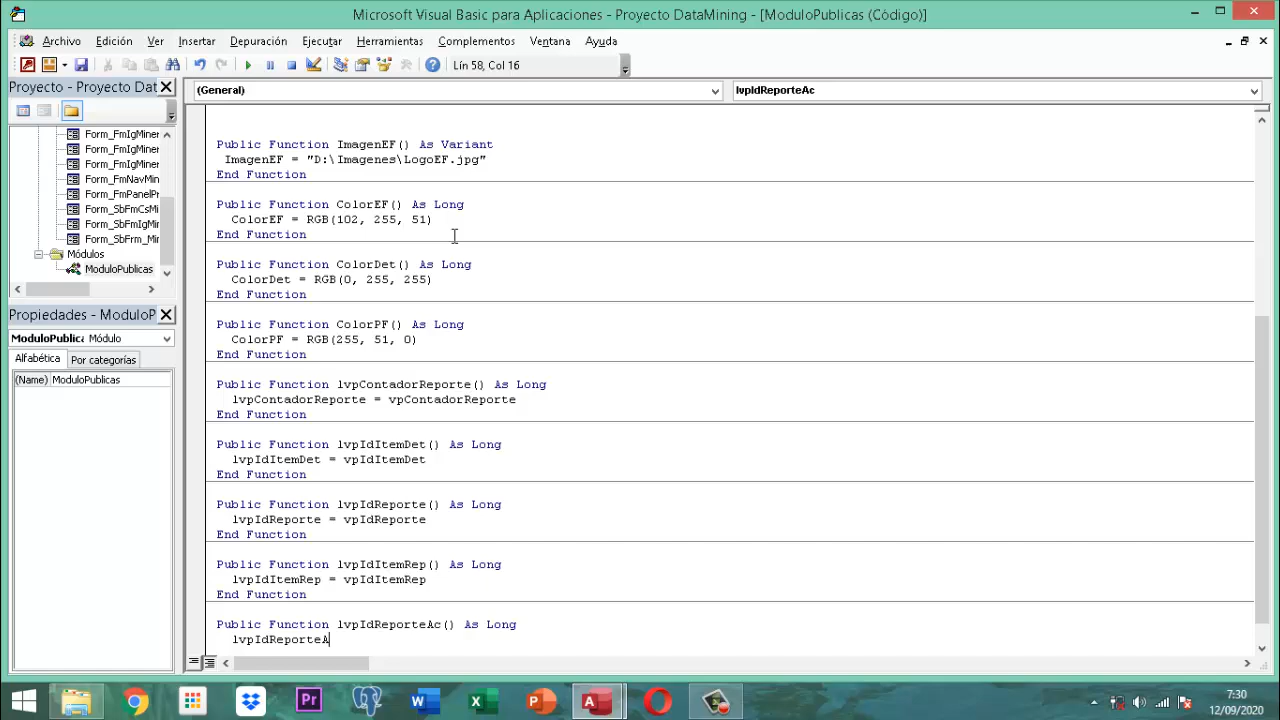 Microsoft Visual Basic para Aplicaciones - Proyecto DataMining - [ModuloPublicas (Código)]
Archivo Edición Ver Insertar Depuración Ejecutar Herramientas Complementos Ventana Ayuda
Lín 58, Col 16
Proyecto - Proyecto Dat
(General)
lvpIdReporteAc
Form_FmIgMiner
Form_FmIgMiner
Form_FmIgMiner
Form_FmNavMin
Form_FmPanelPr
Form_SbFmCsMi
Form_SbFmIgMi
Form_SbFrm_Mi
Módulos
ModuloPublicas
Propiedades - ModuloP
ModuloPublica Módulo
Alfabética Por categorías
(Name) ModuloPublicas
Public Function ImagenEF() As Variant
ImagenEF = "D:\Imagenes\LogoEF.jpg"
End Function
Public Function ColorEF() As Long
ColorEF = RGB(102, 255, 51)
End Function
Public Function ColorDet() As Long
ColorDet = RGB(0, 255, 255)
End Function
Public Function ColorPF() As Long
ColorPF = RGB(255, 51, 0)
End Function
Public Function lvpContadorReporte() As Long
lvpContadorReporte = vpContadorReporte
End Function
Public Function lvpIdItemDet() As Long
lvpIdItemDet = vpIdItemDet
End Function
Public Function lvpIdReporte() As Long
lvpIdReporte = vpIdReporte
End Function
Public Function lvpIdItemRep() As Long
lvpIdItemRep = vpIdItemRep
End Function
Public Function lvpIdReporteAc() As Long
lvpIdReporteA
Pr
7:30
12/09/2020